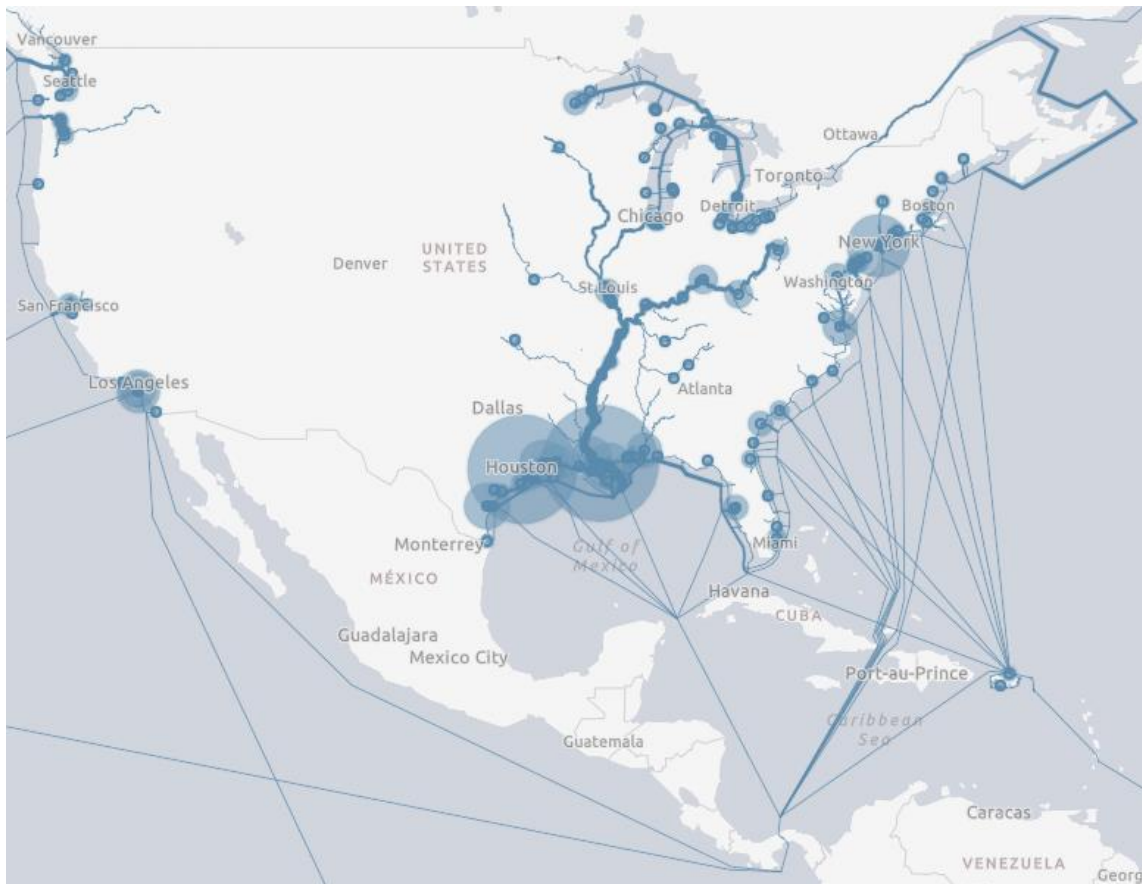 Vancouver
Seattle
Ottawa
Toronto
Boston
Chicago
Detroit
New York
UNITED
STATES
Denver
St Louis
Washington
San Francisco
Los Angeles
Atlanta
Dallas
Houston
Monterrey
Gulf of
Mexico
Miami
MÉXICO
Havana
CUBA
Guadalajara
Mexico City
Port-au-Prince
Caribbean
Sea
Guatemala
Caracas
VENEZUELA
Georg